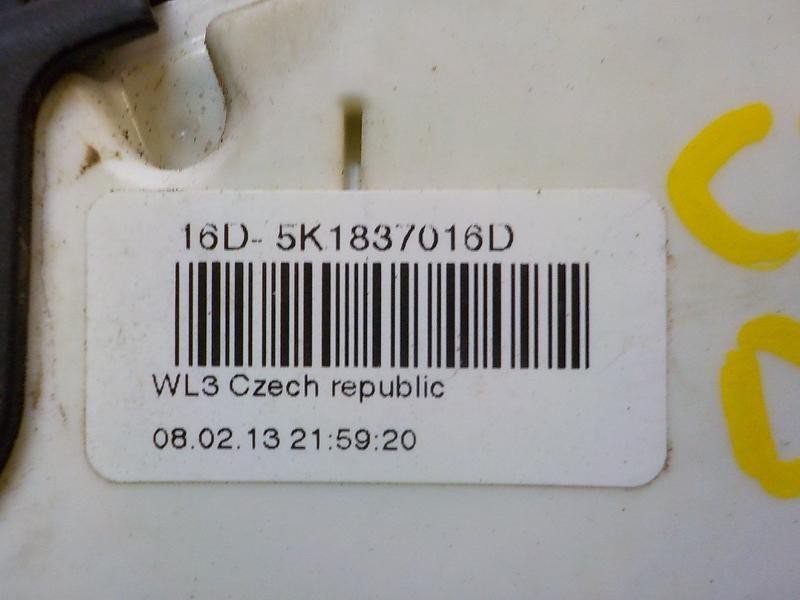 16D- 5K1837016D
WL3 Czech republic
08.02.13 21:59:20